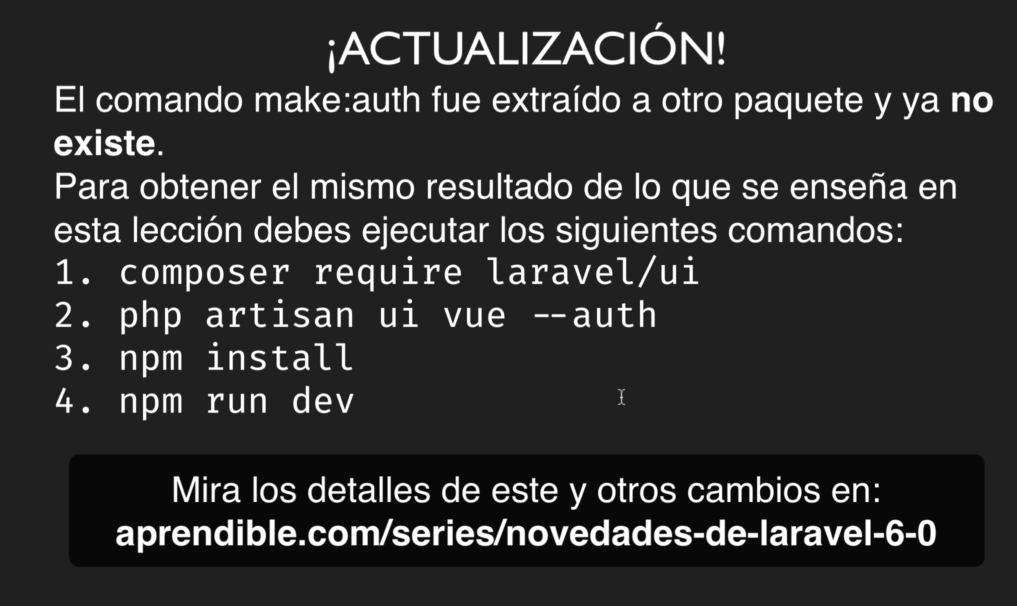 ¡ACTUALIZACIÓN!
El comando make:auth fue extraído a otro paquete y ya no
existe.
Para obtener el mismo resultado de lo que se enseña en
esta lección debes ejecutar los siguientes comandos:
1. composer require laravel/ui
2. php artisan ui vue --auth
3. npm install
4. npm run dev
Mira los detalles de este y otros cambios en:
aprendible.com/series/novedades-de-laravel-6-0